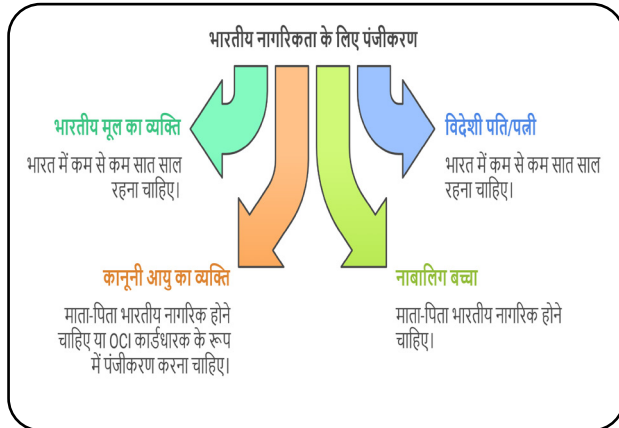 भारतीय नागरिकता के लिए पंजीकरण
भारतीय मूल का व्यक्ति
भारत में कम से कम सात साल
रहना चाहिए।
विदेशी पति/पत्नी
भारत में कम से कम सात साल
रहना चाहिए।
कानूनी आयु का व्यक्ति
माता-पिता भारतीय नागरिक होने
चाहिए या OCI कार्डधारक के रूप
में पंजीकरण करना चाहिए।
नाबालिग बच्चा
माता-पिता भारतीय नागरिक होने
चाहिए।